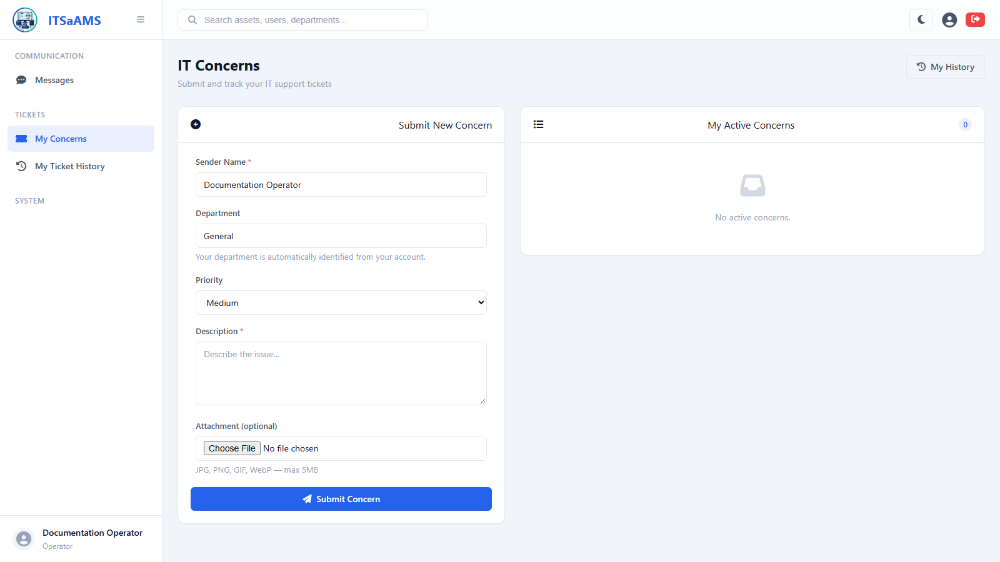 ITSaAMS
Search assets, users, departments...
COMMUNICATION
Messages
TICKETS
My Concerns
My Ticket History
SYSTEM
Documentation Operator
Operator
IT Concerns
Submit and track your IT support tickets
My History
Submit New Concern
Sender Name *
Documentation Operator
Department
General
Your department is automatically identified from your account.
Priority
Medium
Description *
Describe the issue...
Attachment (optional)
Choose File No file chosen
JPG, PNG, GIF, WebP — max 5MB
Submit Concern
My Active Concerns
0
No active concerns.